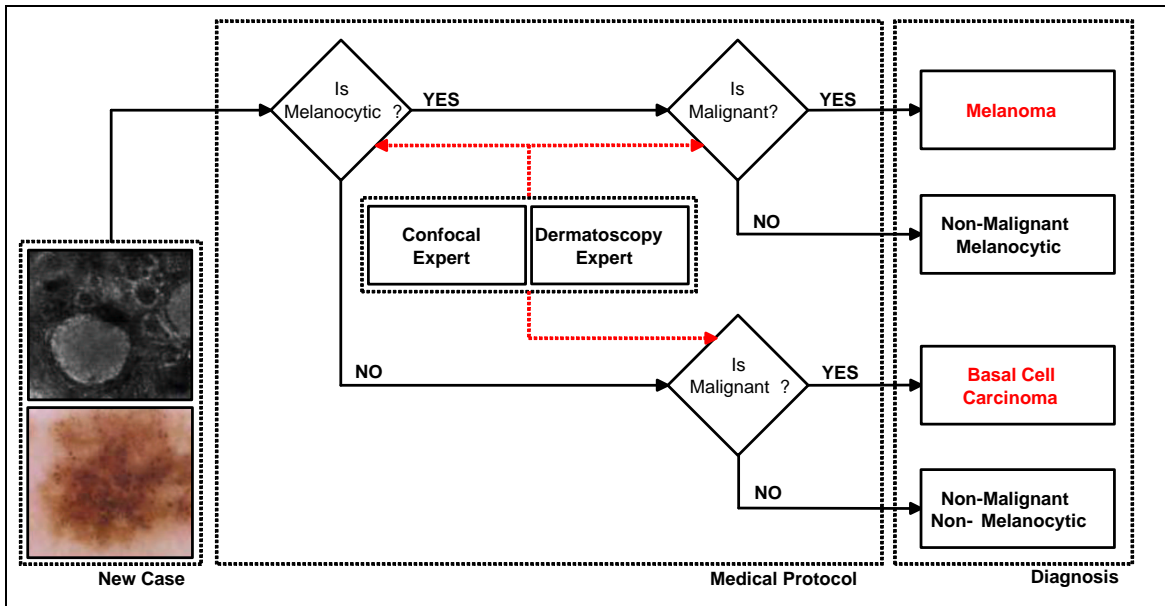 Is
Melanocytic ?
YES
Is
Malignant?
YES
Melanoma
NO
Non-Malignant
Melanocytic
Confocal
Expert
Dermatoscopy
Expert
NO
Is
Malignant ?
YES
Basal Cell
Carcinoma
NO
Non-Malignant
Non- Melanocytic
New Case
Medical Protocol
Diagnosis